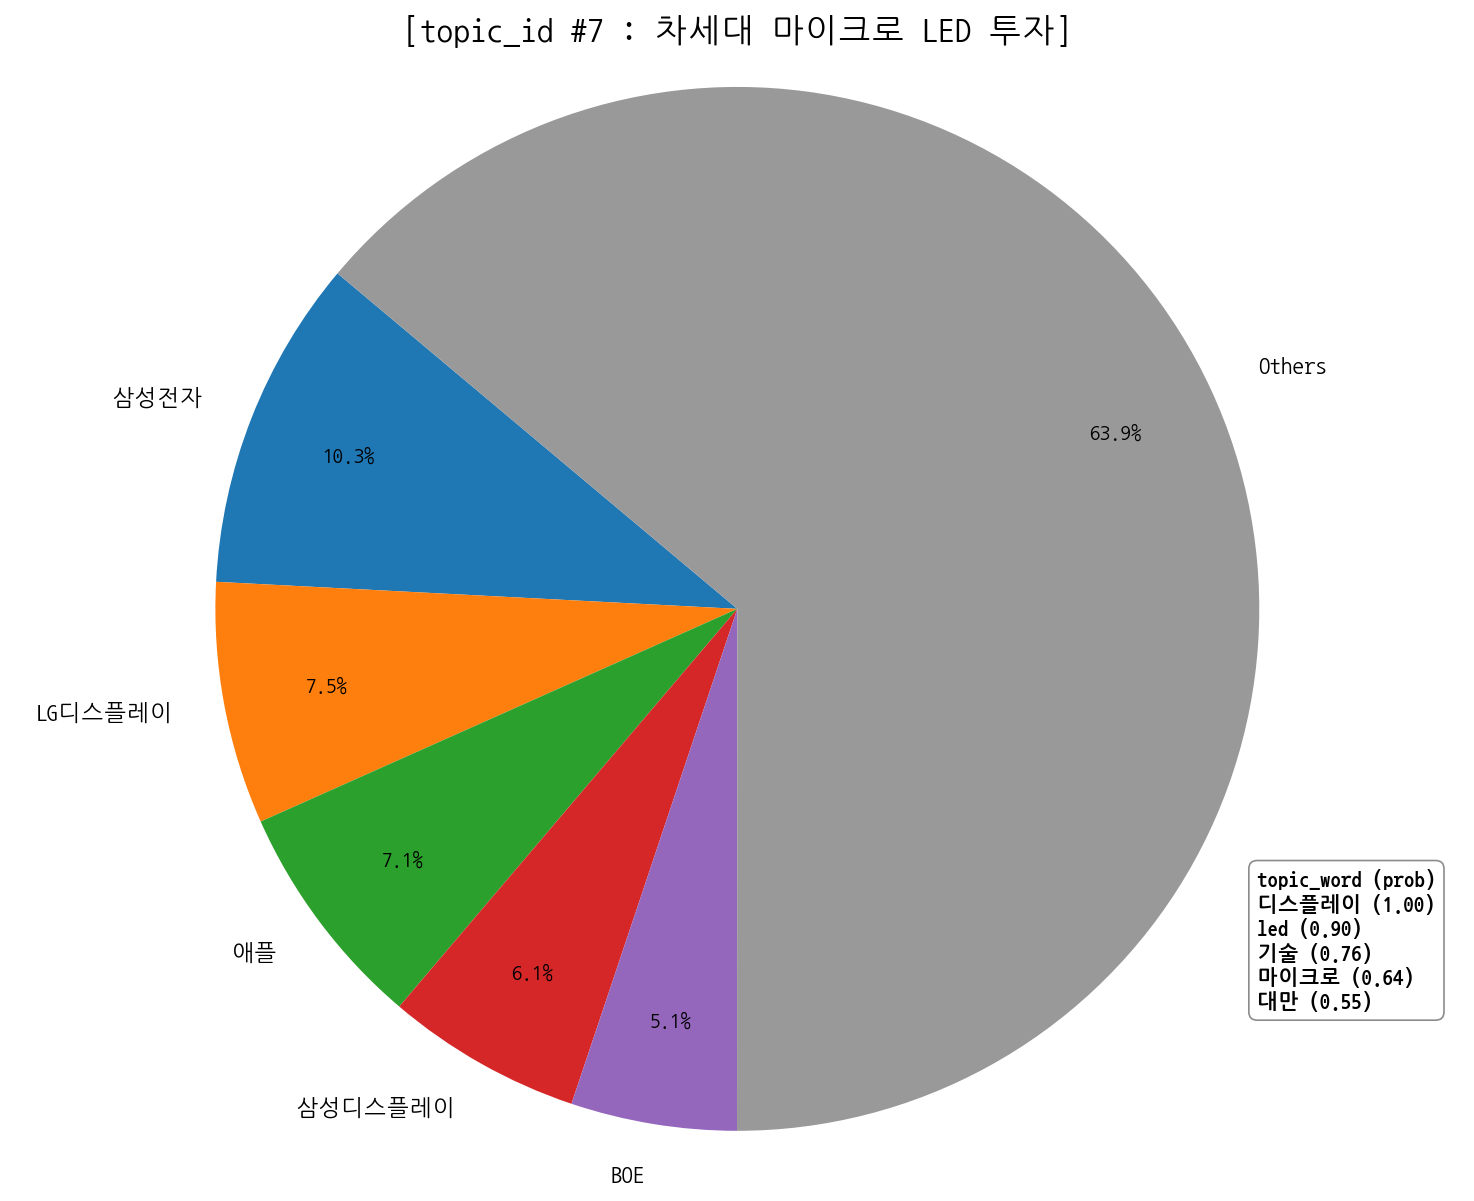 [topic_id #7 : 차세대 마이크로 LED 투자]
Others
63.9%
삼성전자
10.3%
7.5%
LG디스플레이
7.1%
애플
6.1%
삼성디스플레이
5.1%
BOE
topic_word (prob)
디스플레이 (1.00)
led (0.90)
기술 (0.76)
마이크로 (0.64)
대만 (0.55)